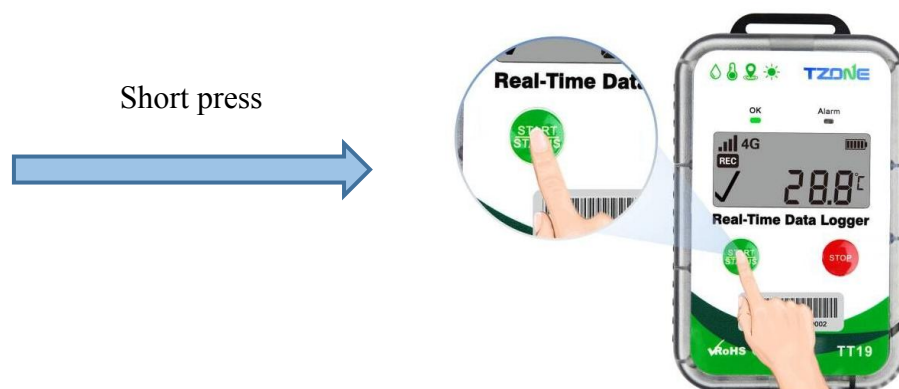 Short press
Real-Time Dat
START
STATUS
TZONE
OK
Alarm
4G
REC
28.8℃
Real-Time Data Logger
START
STATUS
STOP
RoHS
TT19